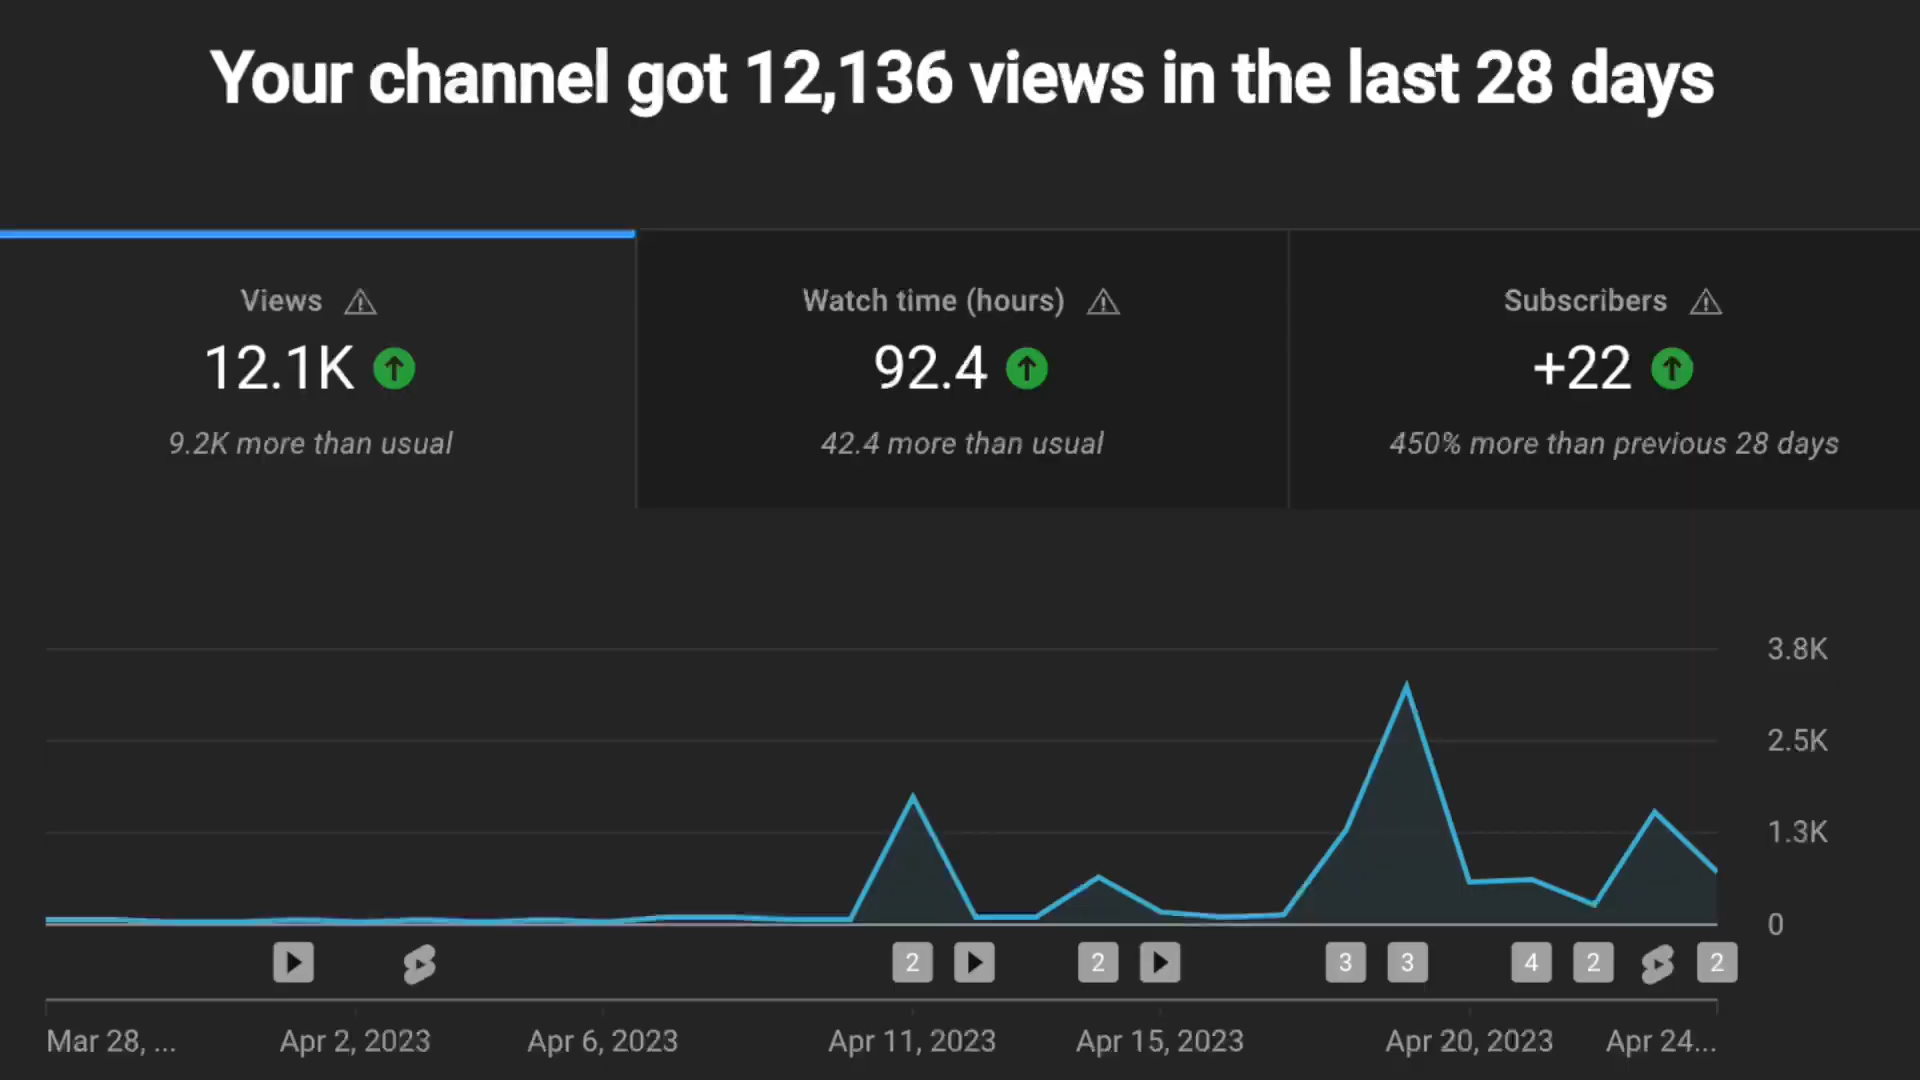 Your channel got 12,136 views in the last 28 days
Views
12.1K
9.2K more than usual
Watch time (hours)
92.4
42.4 more than usual
Subscribers
+22
450% more than previous 28 days
3.8K
2.5K
1.3K
0
2 2 3 3 4 2 2
Mar 28, ... Apr 2, 2023 Apr 6, 2023 Apr 11, 2023 Apr 15, 2023 Apr 20, 2023 Apr 24...